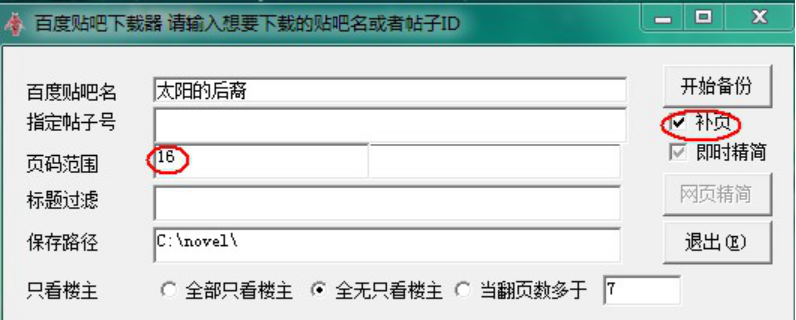 百度贴吧下载器 请输入想要下载的贴吧名或者帖子ID
百度贴吧名 太阳的后裔 开始备份
指定帖子号 补页
页码范围 16 即时精简
标题过滤 网页精简
保存路径 C:\novel\ 退出(E)
只看楼主 全部只看楼主 全无只看楼主 当翻页数多于 7